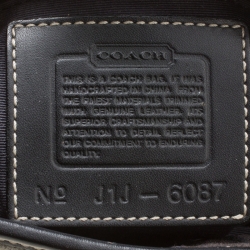 COACH
THIS IS A COACH BAG. IT WAS
HANDCRAFTED IN CHINA FROM
THE FINEST MATERIALS TRIMMED
WITH GENUINE LEATHER. ITS
SUPERIOR CRAFTSMANSHIP AND
ATTENTION TO DETAIL REFLECT
OUR COMMITMENT TO ENDURING
QUALITY.
No J1J-6087